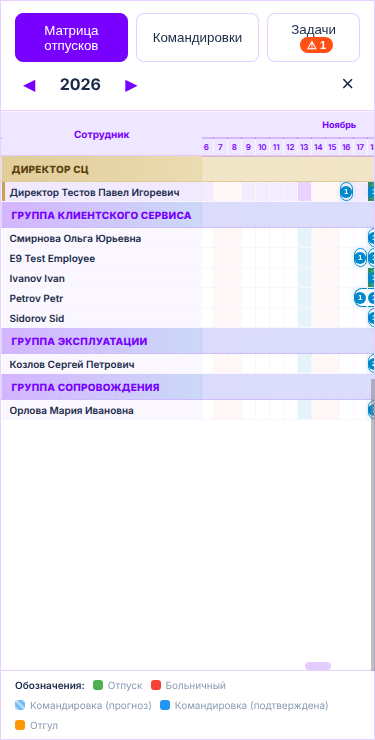 Матрица
отпусков
Командировки
Задачи
⚠ 1
◀ 2026 ▶ ×
Сотрудник
Ноябрь
6 7 8 9 10 11 12 13 14 15 16 17
ДИРЕКТОР СЦ
Директор Тестов Павел Игоревич
1
ГРУППА КЛИЕНТСКОГО СЕРВИСА
Смирнова Ольга Юрьевна
E9 Test Employee
1
Ivanov Ivan
Petrov Petr
1
Sidorov Sid
ГРУППА ЭКСПЛУАТАЦИИ
Козлов Сергей Петрович
ГРУППА СОПРОВОЖДЕНИЯ
Орлова Мария Ивановна
Обозначения: Отпуск Больничный
Командировка (прогноз) Командировка (подтверждена)
Отгул